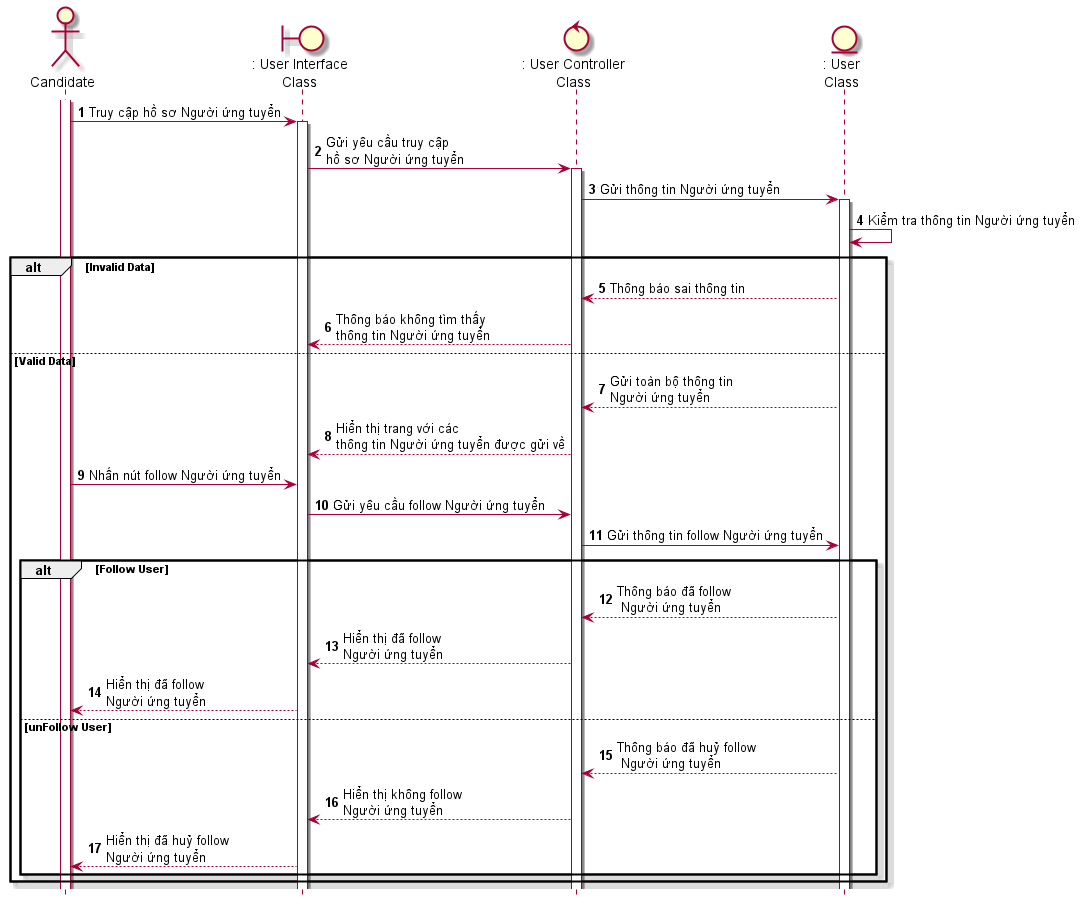 Candidate
: User Interface
Class
: User Controller
Class
: User
Class
1 Truy cập hồ sơ Người ứng tuyển
2 Gửi yêu cầu truy cập
hồ sơ Người ứng tuyển
3 Gửi thông tin Người ứng tuyển
4 Kiểm tra thông tin Người ứng tuyển
alt [Invalid Data]
5 Thông báo sai thông tin
6 Thông báo không tìm thấy
thông tin Người ứng tuyển
[Valid Data]
7 Gửi toàn bộ thông tin
Người ứng tuyển
8 Hiển thị trang với các
thông tin Người ứng tuyển được gửi về
9 Nhấn nút follow Người ứng tuyển
10 Gửi yêu cầu follow Người ứng tuyển
11 Gửi thông tin follow Người ứng tuyển
alt [Follow User]
12 Thông báo đã follow
Người ứng tuyển
13 Hiển thị đã follow
Người ứng tuyển
14 Hiển thị đã follow
Người ứng tuyển
[unFollow User]
15 Thông báo đã huỷ follow
Người ứng tuyển
16 Hiển thị không follow
Người ứng tuyển
17 Hiển thị đã huỷ follow
Người ứng tuyển